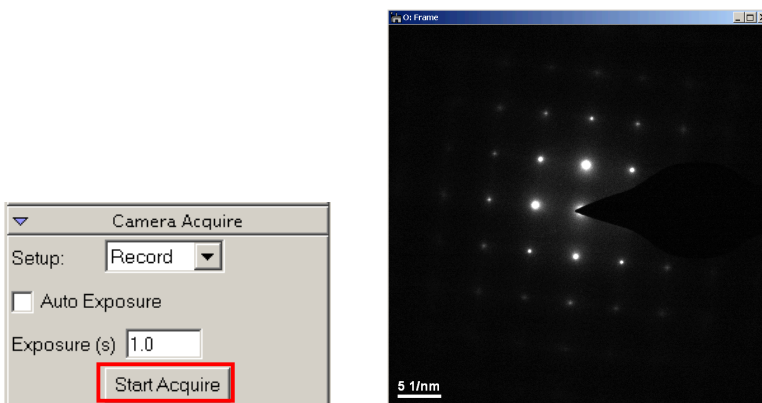 O: Frame
Camera Acquire
Setup: Record
Auto Exposure
Exposure (s) 1.0
Start Acquire
5 1/nm